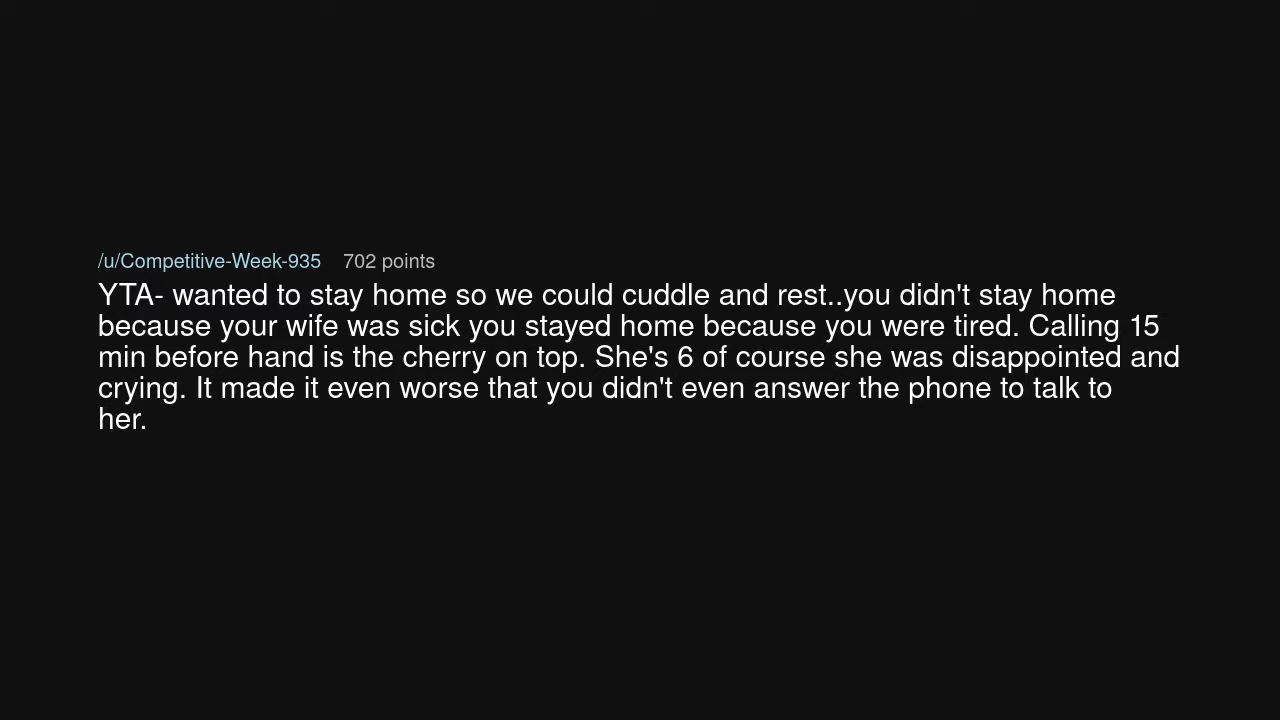 /u/Competitive-Week-935 702 points
YTA- wanted to stay home so we could cuddle and rest..you didn't stay home
because your wife was sick you stayed home because you were tired. Calling 15
min before hand is the cherry on top. She's 6 of course she was disappointed and
crying. It made it even worse that you didn't even answer the phone to talk to
her.